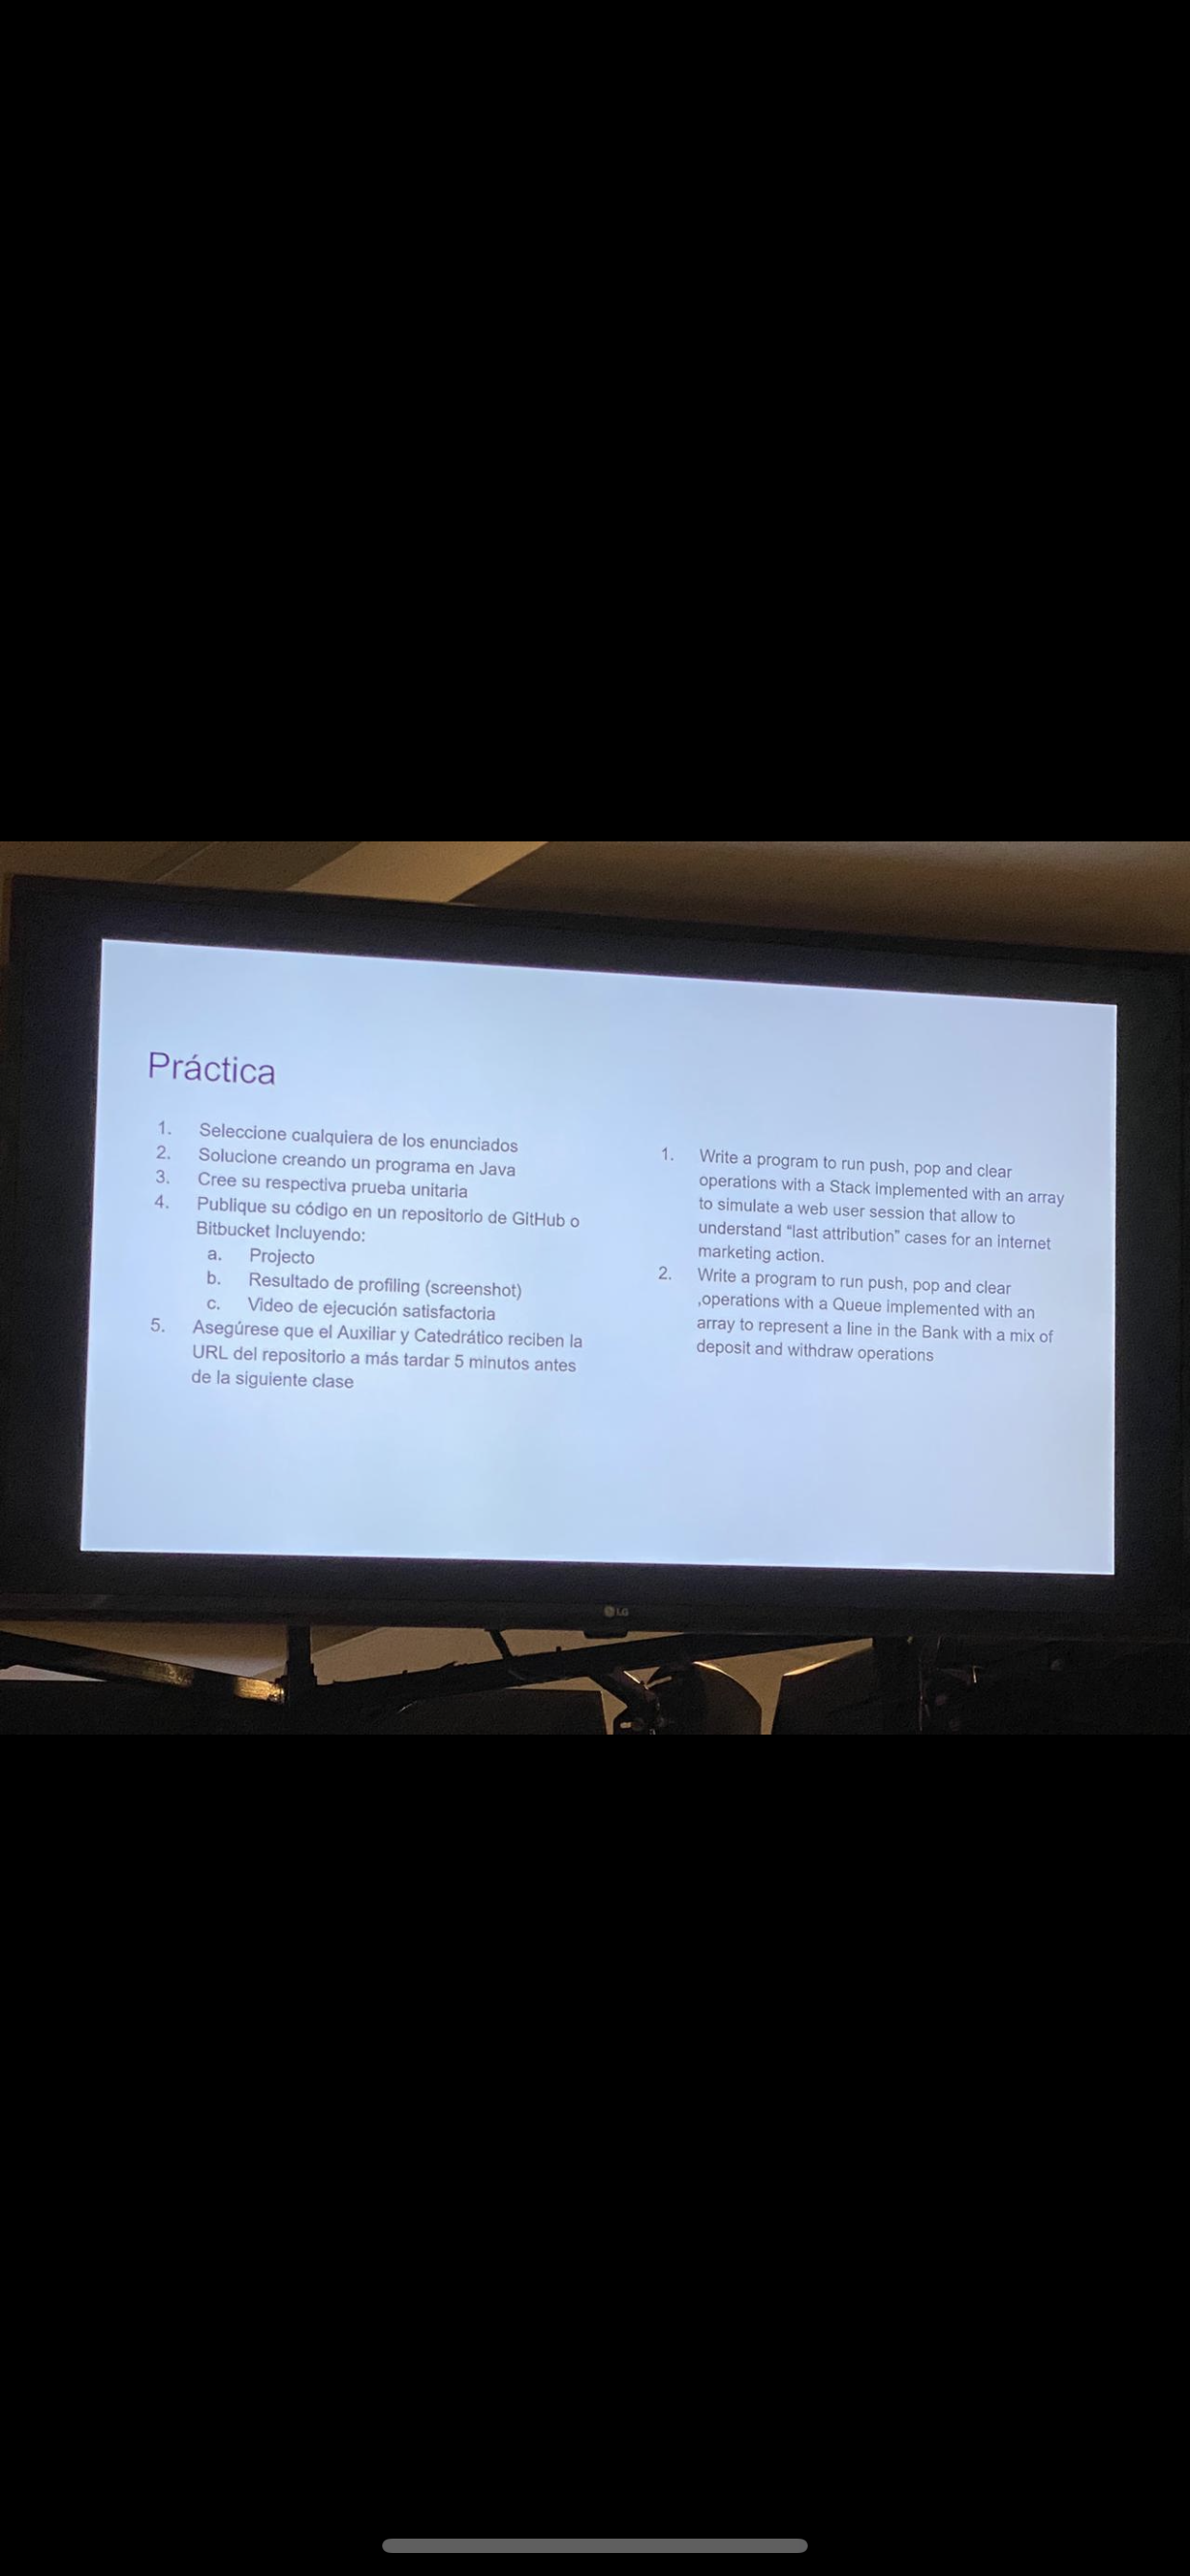 Práctica
1. Seleccione cualquiera de los enunciados
2. Solucione creando un programa en Java
3. Cree su respectiva prueba unitaria
4. Publique su código en un repositorio de GitHub o
Bitbucket Incluyendo:
a. Projecto
b. Resultado de profiling (screenshot)
c. Video de ejecución satisfactoria
5. Asegúrese que el Auxiliar y Catedrático reciben la
URL del repositorio a más tardar 5 minutos antes
de la siguiente clase
1. Write a program to run push, pop and clear
operations with a Stack implemented with an array
to simulate a web user session that allow to
understand “last attribution” cases for an internet
marketing action.
2. Write a program to run push, pop and clear
,operations with a Queue implemented with an
array to represent a line in the Bank with a mix of
deposit and withdraw operations
LG